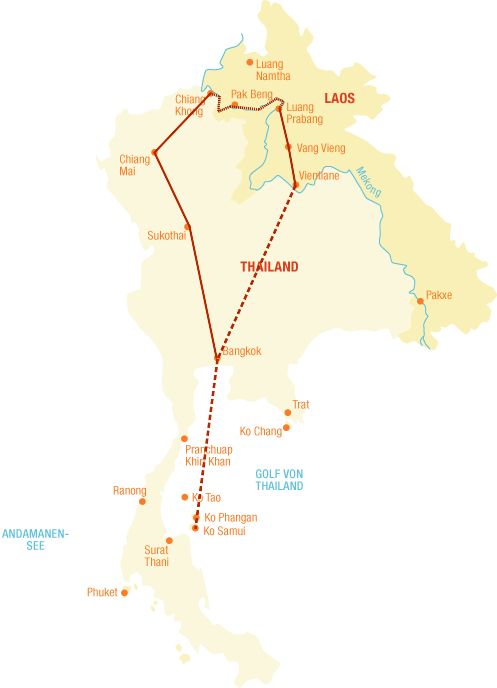 Luang
Namtha
Pak Beng
LAOS
Chiang
Khong
Luang
Prabang
Vang Vieng
Chiang
Mai
Vientiane
Mekong
Sukothai
THAILAND
Pakxe
Bangkok
Trat
Ko Chang
Pranchuap
Khiri Khan
GOLF VON
THAILAND
Ranong
Ko Tao
Ko Phangan
Ko Samui
ANDAMANEN-
SEE
Surat
Thani
Phuket